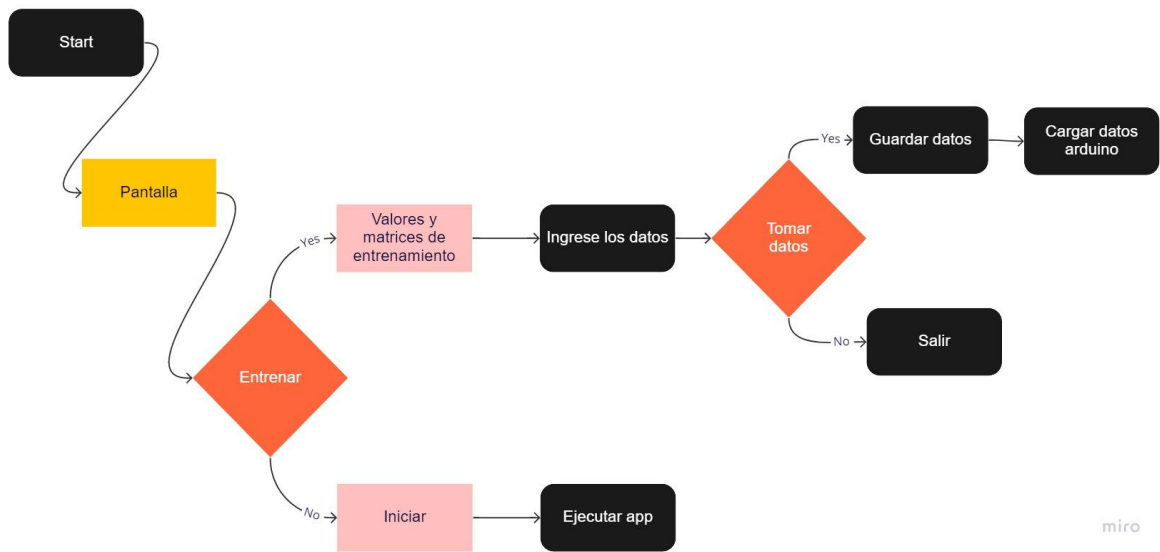 Start
Pantalla
Entrenar
Yes
Valores y
matrices de
entrenamiento
Ingrese los datos
Tomar
datos
Yes
Guardar datos
Cargar datos
arduino
No
Salir
No
Iniciar
Ejecutar app
miro